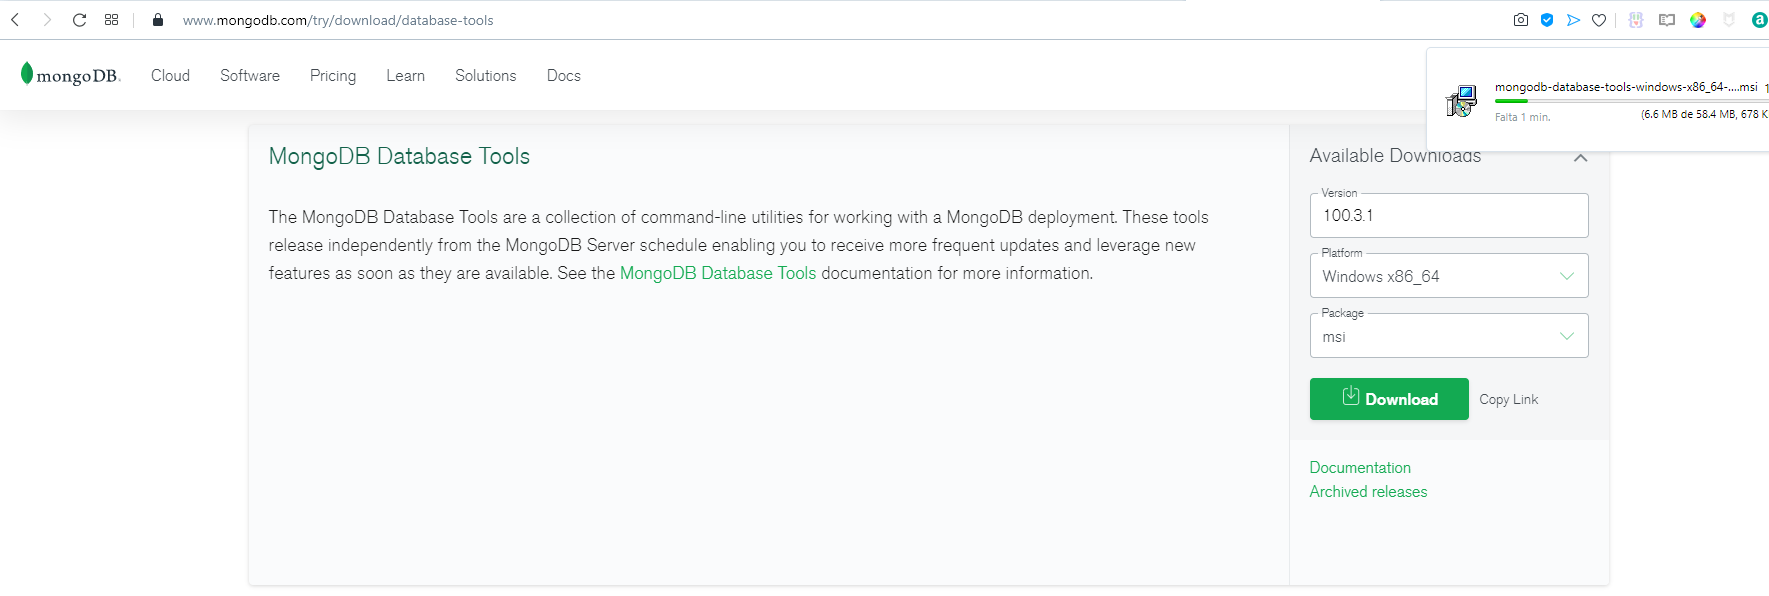 www.mongodb.com/try/download/database-tools
mongoDB.
Cloud
Software
Pricing
Learn
Solutions
Docs
mongodb-database-tools-windows-x86_64-....msi
Falta 1 min.
(6.6 MB de 58.4 MB, 678 K
MongoDB Database Tools
The MongoDB Database Tools are a collection of command-line utilities for working with a MongoDB deployment. These tools
release independently from the MongoDB Server schedule enabling you to receive more frequent updates and leverage new
features as soon as they are available. See the MongoDB Database Tools documentation for more information.
Available Downloads
Version
100.3.1
Platform
Windows x86_64
Package
msi
Download
Copy Link
Documentation
Archived releases